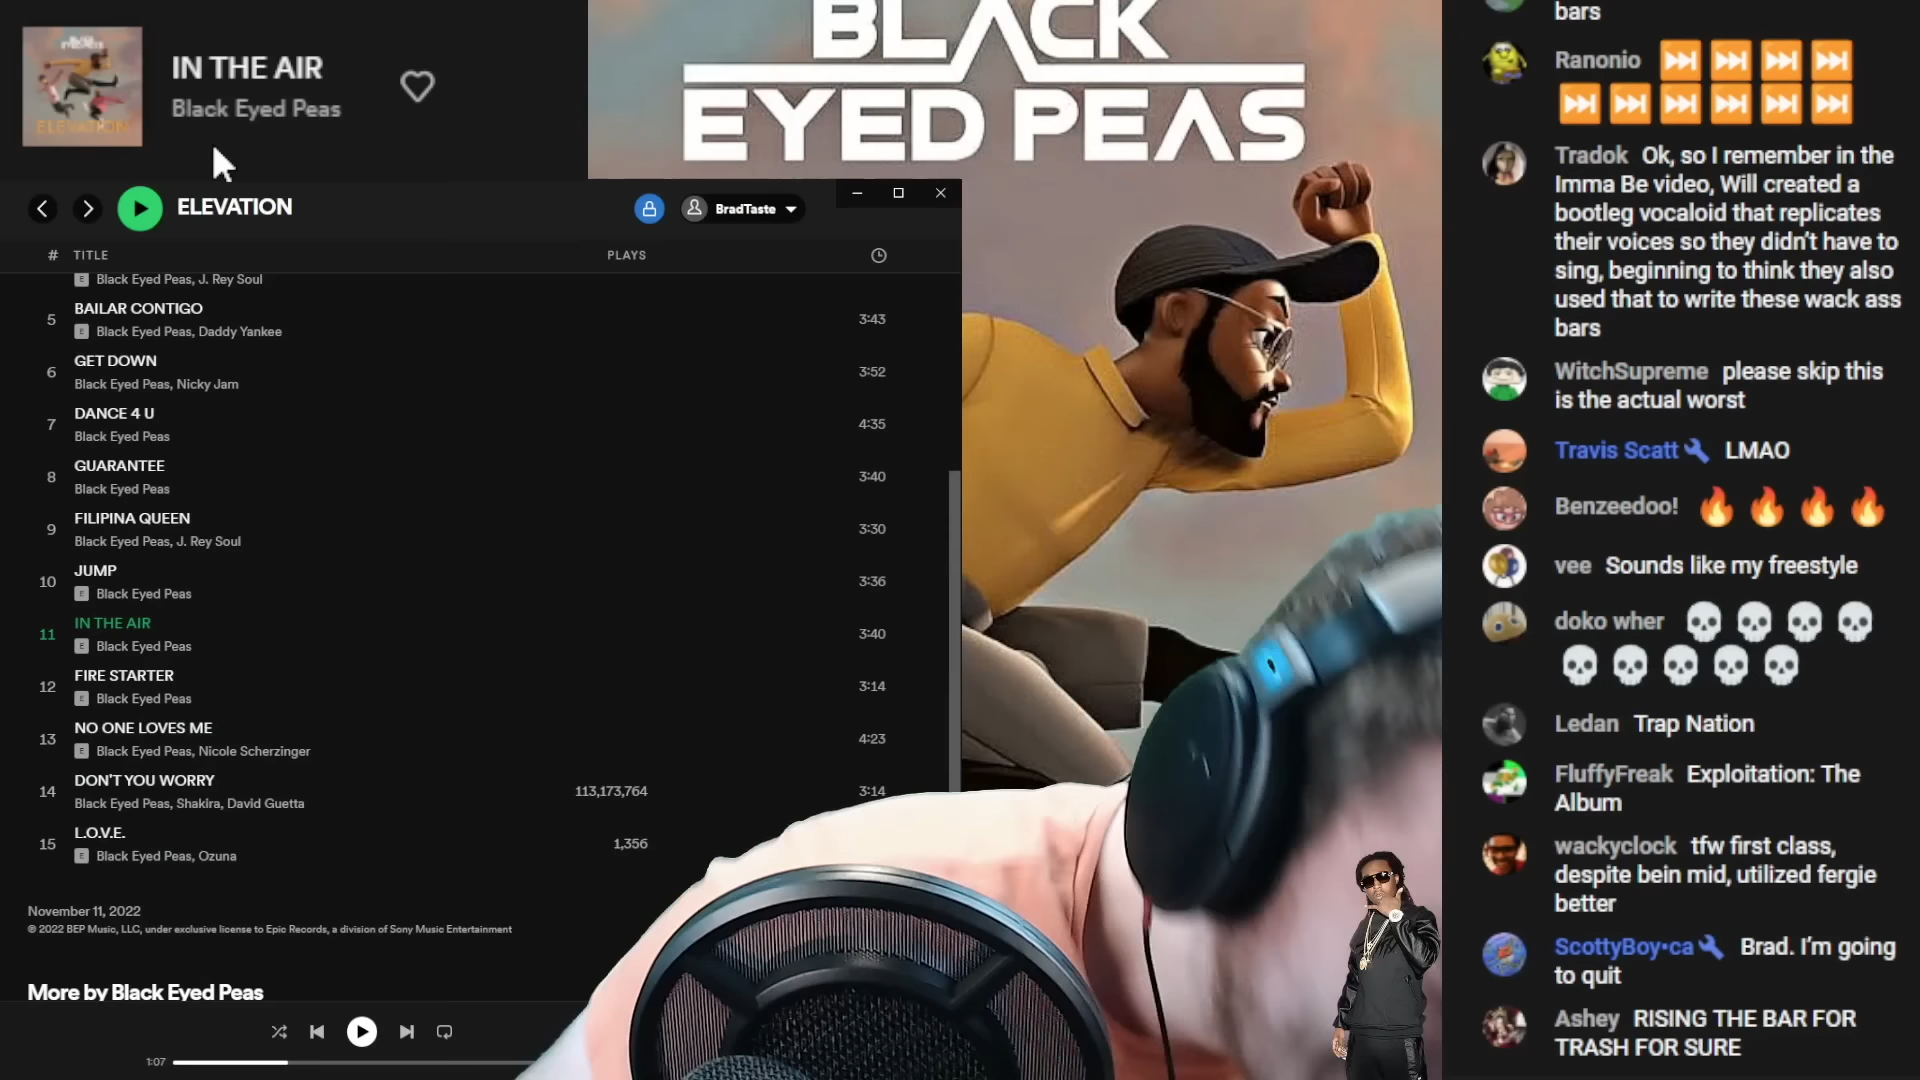 IN THE AIR
Black Eyed Peas
ELEVATION
BLACK
EYED PEAS
ELEVATION
BradTaste
# TITLE PLAYS
E Black Eyed Peas, J. Rey Soul
5 BAILAR CONTIGO 3:43
E Black Eyed Peas, Daddy Yankee
6 GET DOWN 3:52
Black Eyed Peas, Nicky Jam
7 DANCE 4 U 4:35
Black Eyed Peas
8 GUARANTEE 3:40
Black Eyed Peas
9 FILIPINA QUEEN 3:30
Black Eyed Peas, J. Rey Soul
10 JUMP 3:36
E Black Eyed Peas
11 IN THE AIR 3:40
E Black Eyed Peas
12 FIRE STARTER 3:14
E Black Eyed Peas
13 NO ONE LOVES ME 4:23
E Black Eyed Peas, Nicole Scherzinger
14 DON'T YOU WORRY 113,173,764 3:14
Black Eyed Peas, Shakira, David Guetta
15 L.O.V.E. 1,356
E Black Eyed Peas, Ozuna
November 11, 2022
℗ 2022 BEP Music, LLC, under exclusive license to Epic Records, a division of Sony Music Entertainment
More by Black Eyed Peas
1:07
bars
Ranonio
Tradok Ok, so I remember in the
Imma Be video, Will created a
bootleg vocaloid that replicates
their voices so they didn't have to
sing, beginning to think they also
used that to write these wack ass
bars
WitchSupreme please skip this
is the actual worst
Travis Scatt LMAO
Benzeedoo!
vee Sounds like my freestyle
doko wher
Ledan Trap Nation
FluffyFreak Exploitation: The
Album
wackyclock tfw first class,
despite bein mid, utilized fergie
better
ScottyBoy•ca Brad. I'm going
to quit
Ashey RISING THE BAR FOR
TRASH FOR SURE